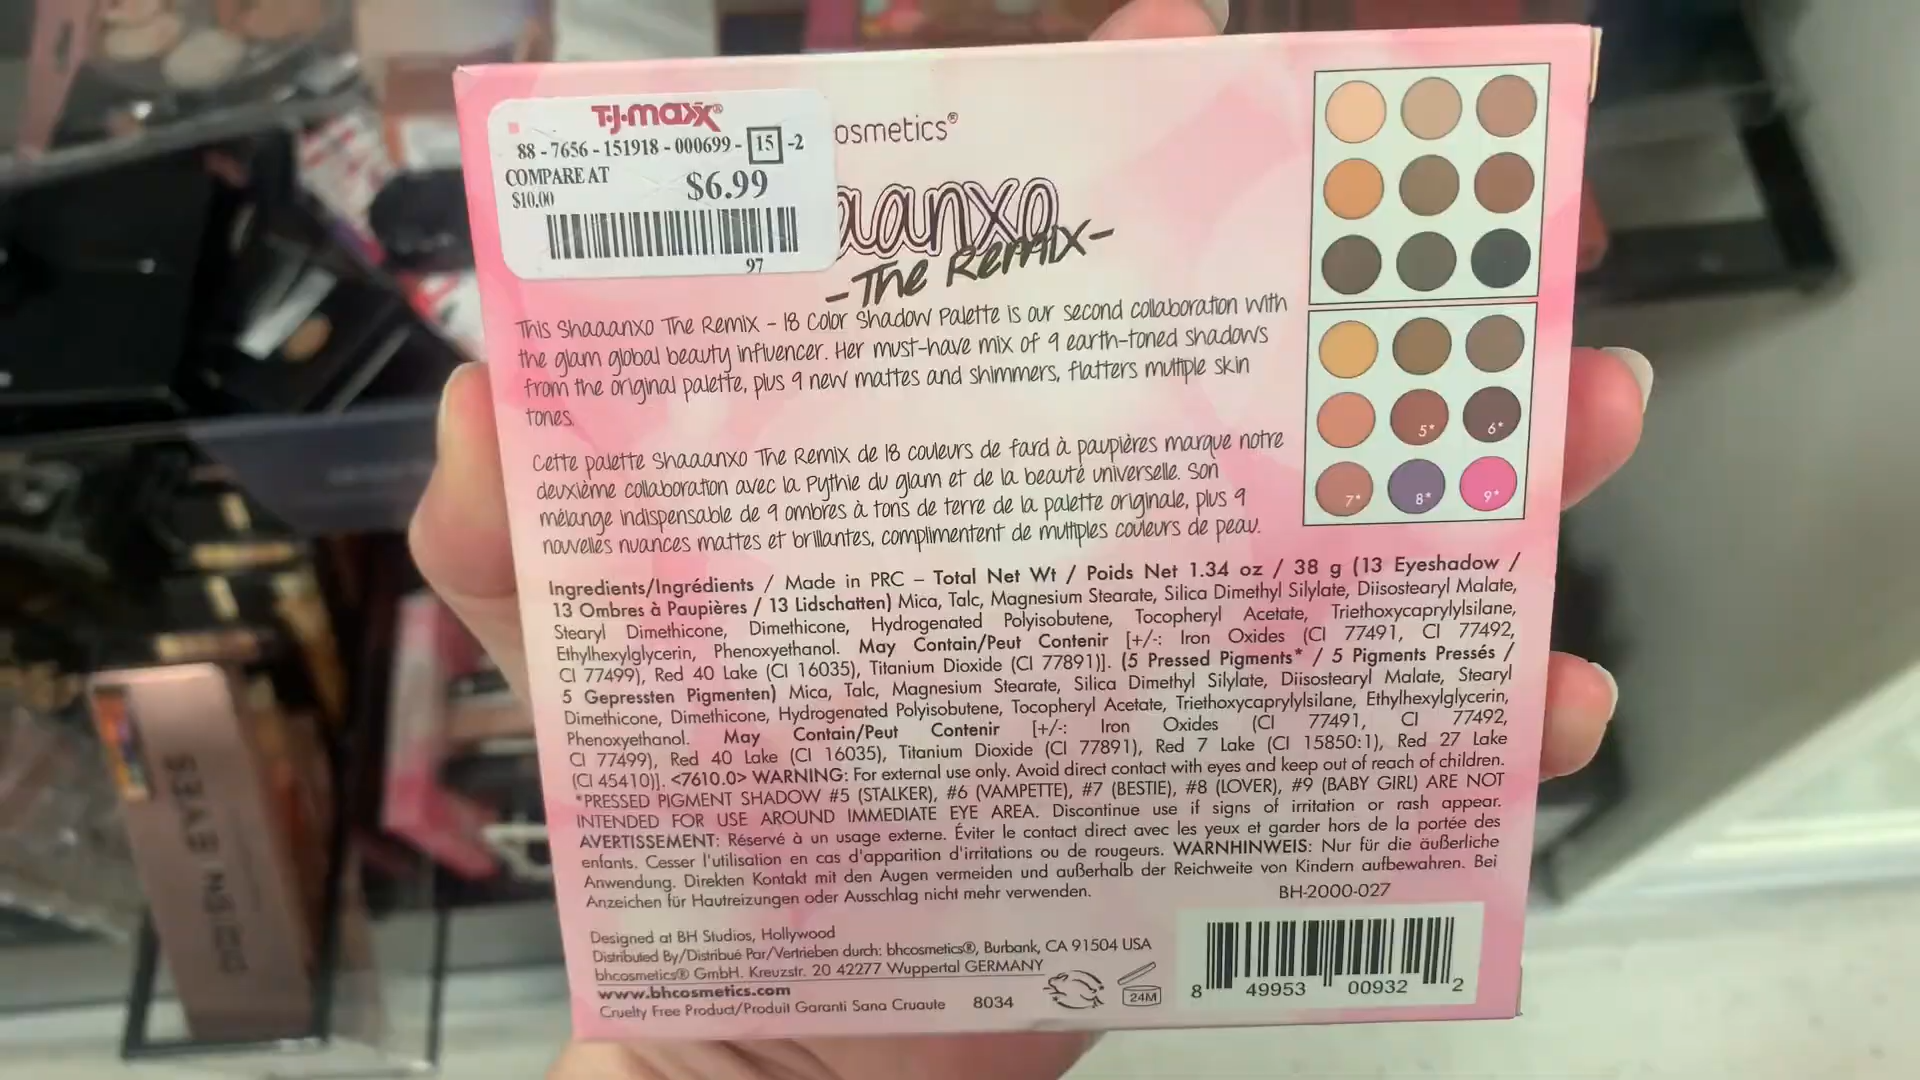 T.J.maxx®
88 - 7656 - 151918 - 000699 - 15 -2
COMPARE AT
$10.00
$6.99
97
osmetics®
aanxo
-The Remix-
This Shaaanxo The Remix - 18 Color Shadow Palette is our second collaboration with
the glam global beauty influencer. Her must-have mix of 9 earth-toned shadows
from the original palette, plus 9 new mattes and shimmers, flatters multiple skin
tones.
Cette palette Shaaanxo The Remix de 18 couleurs de fard à paupières marque notre
deuxième collaboration avec la Pythie du glam et de la beauté universelle. Son
mélange indispensable de 9 ombres à tons de terre de la palette originale, plus 9
nouvelles nuances mattes et brillantes, complimentent de multiples couleurs de peau.
5*
6*
7*
8*
9*
Ingredients/Ingrédients / Made in PRC – Total Net Wt / Poids Net 1.34 oz / 38 g (13 Eyeshadow /
13 Ombres à Paupières / 13 Lidschatten) Mica, Talc, Magnesium Stearate, Silica Dimethyl Silylate, Diisostearyl Malate,
Stearyl Dimethicone, Dimethicone, Hydrogenated Polyisobutene, Tocopheryl Acetate, Triethoxycaprylylsilane,
Ethylhexylglycerin, Phenoxyethanol. May Contain/Peut Contenir [+/-: Iron Oxides (CI 77491, CI 77492,
CI 77499), Red 40 Lake (CI 16035), Titanium Dioxide (CI 77891)]. (5 Pressed Pigments* / 5 Pigments Pressés /
5 Gepressten Pigmenten) Mica, Talc, Magnesium Stearate, Silica Dimethyl Silylate, Diisostearyl Malate, Stearyl
Dimethicone, Dimethicone, Hydrogenated Polyisobutene, Tocopheryl Acetate, Triethoxycaprylylsilane, Ethylhexylglycerin,
Phenoxyethanol. May Contain/Peut Contenir [+/-: Iron Oxides (CI 77491, CI 77492,
CI 77499), Red 40 Lake (CI 16035), Titanium Dioxide (CI 77891), Red 7 Lake (CI 15850:1), Red 27 Lake
(CI 45410)]. <7610.0> WARNING: For external use only. Avoid direct contact with eyes and keep out of reach of children.
*PRESSED PIGMENT SHADOW #5 (STALKER), #6 (VAMPETTE), #7 (BESTIE), #8 (LOVER), #9 (BABY GIRL) ARE NOT
INTENDED FOR USE AROUND IMMEDIATE EYE AREA. Discontinue use if signs of irritation or rash appear.
AVERTISSEMENT: Réservé à un usage externe. Éviter le contact direct avec les yeux et garder hors de la portée des
enfants. Cesser l'utilisation en cas d'apparition d'irritations ou de rougeurs. WARNHINWEIS: Nur für die äußerliche
Anwendung. Direkten Kontakt mit den Augen vermeiden und außerhalb der Reichweite von Kindern aufbewahren. Bei
Anzeichen für Hautreizungen oder Ausschlag nicht mehr verwenden.
BH-2000-027
Designed at BH Studios, Hollywood
Distributed By/Distribué Par/Vertrieben durch: bhcosmetics®, Burbank, CA 91504 USA
bhcosmetics® GmbH. Kreuzstr. 20 42277 Wuppertal GERMANY
www.bhcosmetics.com
Cruelty Free Product/Produit Garanti Sana Cruaute 8034
24M
8 49953 00932 2